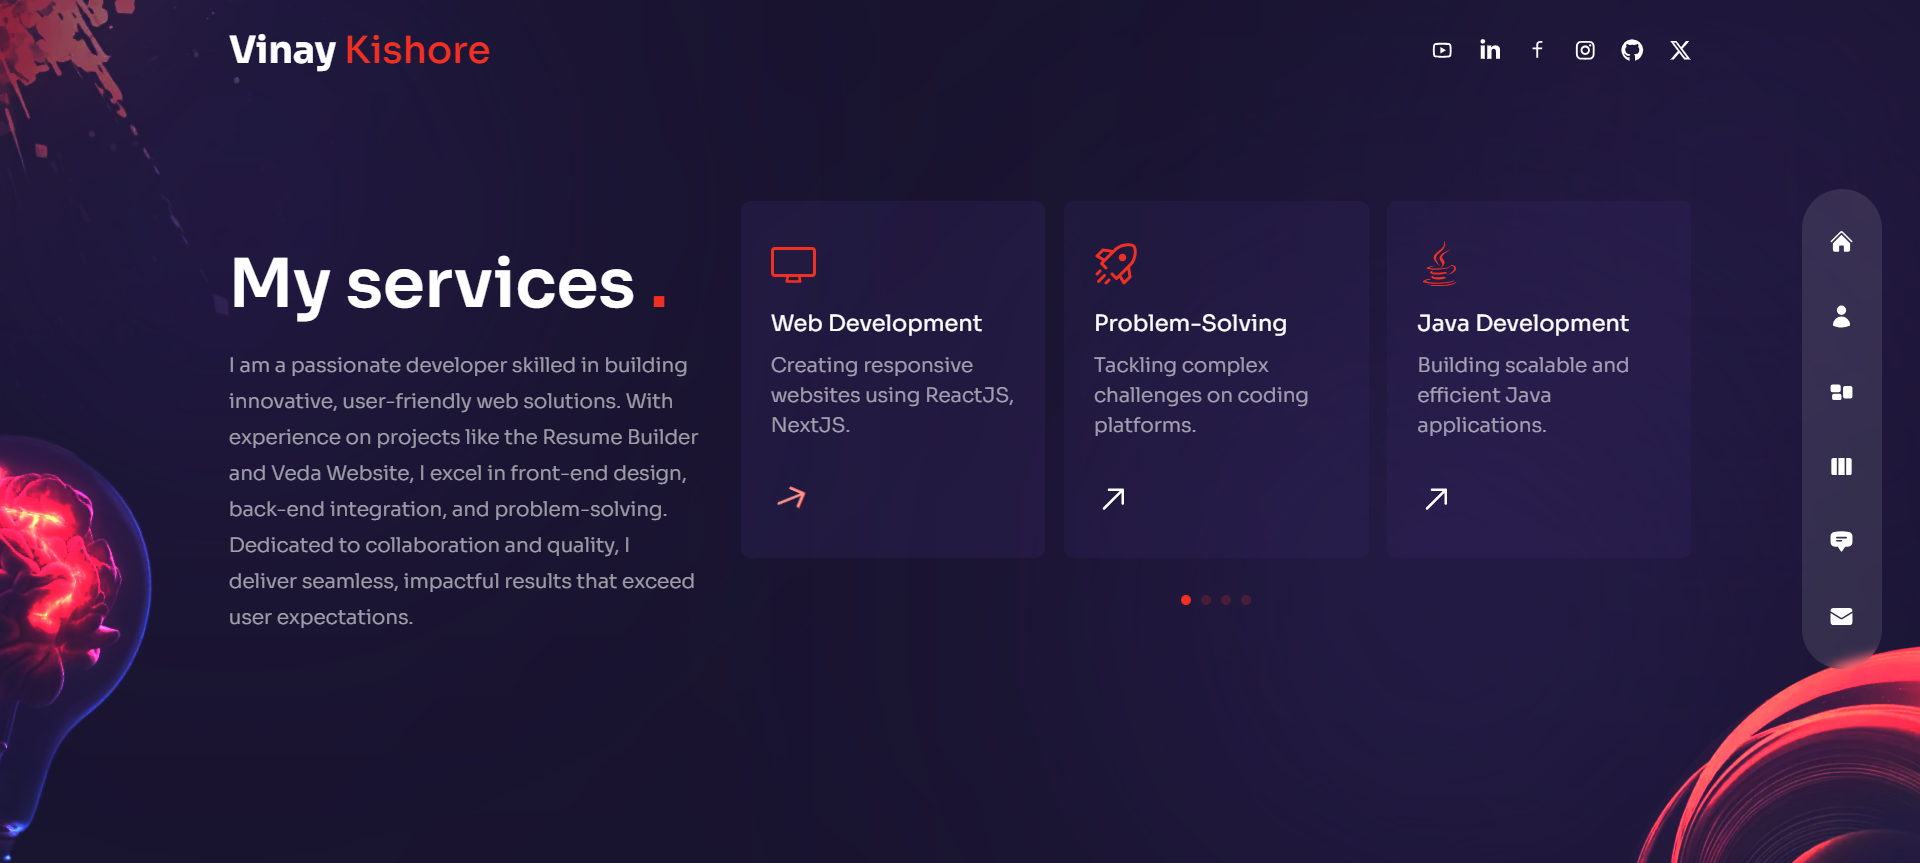 Vinay Kishore
My services .
I am a passionate developer skilled in building
innovative, user-friendly web solutions. With
experience on projects like the Resume Builder
and Veda Website, I excel in front-end design,
back-end integration, and problem-solving.
Dedicated to collaboration and quality, I
deliver seamless, impactful results that exceed
user expectations.
Web Development
Creating responsive
websites using ReactJS,
NextJS.
Problem-Solving
Tackling complex
challenges on coding
platforms.
Java Development
Building scalable and
efficient Java
applications.